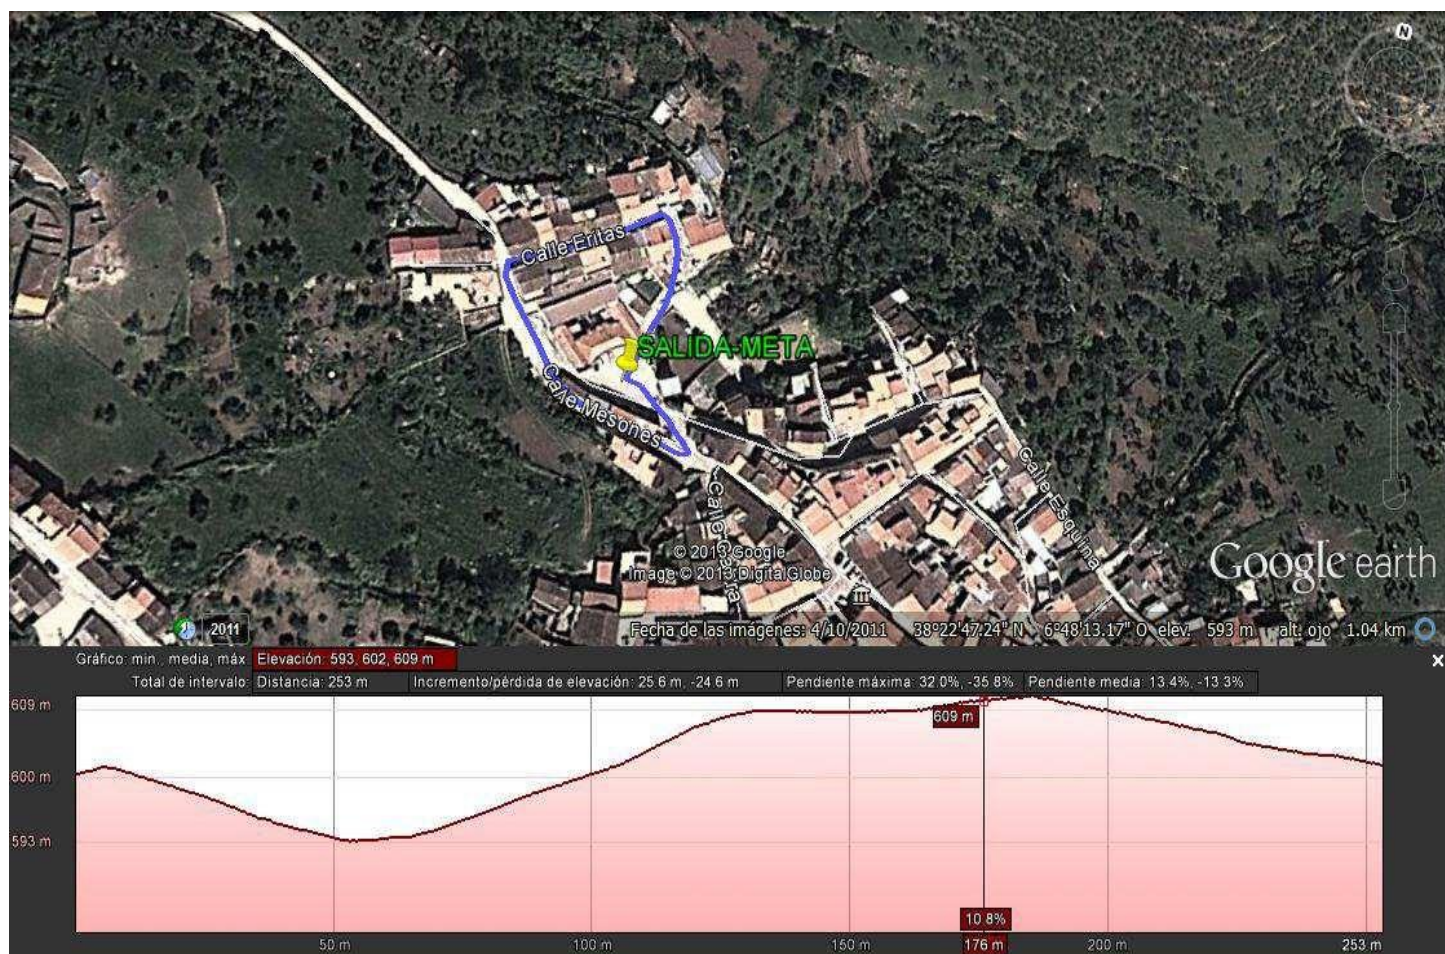 N
Calle Eritas
SALIDA-META
Calle Mesones
Calle Esquina
© 2013 Google
Image © 2013 DigitalGlobe
Google earth
2011
Fecha de las imágenes: 4/10/2011 38°22'47.24" N 6°48'13.17" O elev. 593 m alt. ojo 1.04 km
Gráfico: min., media, máx. Elevación: 593, 602, 609 m
Total de intervalo: Distancia: 253 m Incremento/pérdida de elevación: 25.6 m, -24.6 m Pendiente máxima: 32.0%, -35.8% Pendiente media: 13.4%, -13.3%
609 m
609 m
600 m
593 m
10.8%
50 m 100 m 150 m 176 m 200 m 253 m